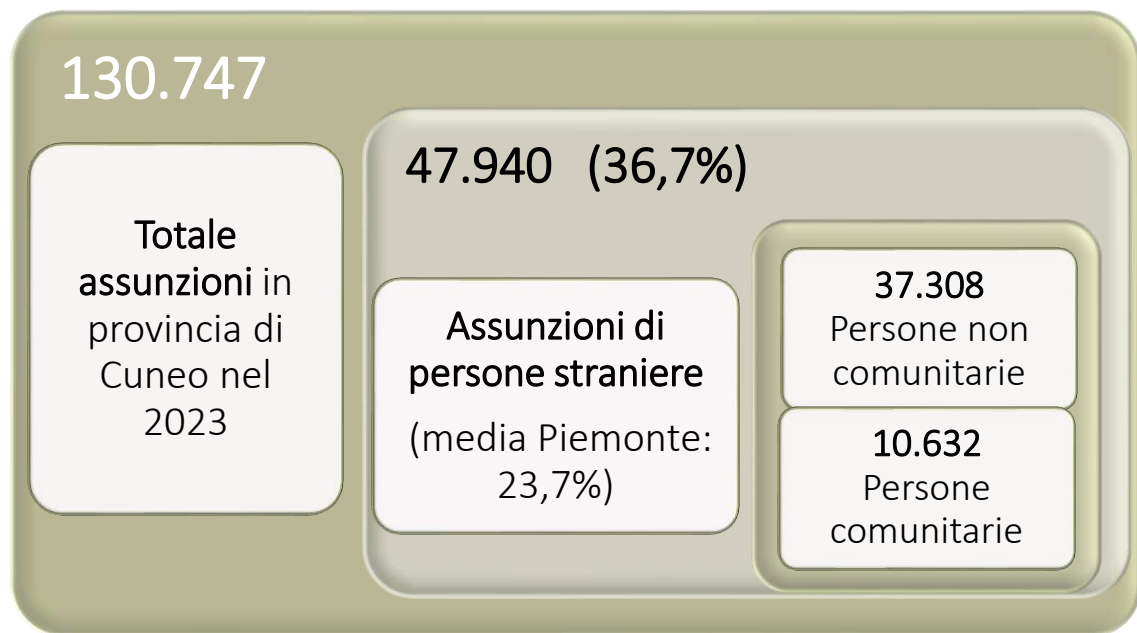 130.747
Totale
assunzioni in
provincia di
Cuneo nel
2023
47.940 (36,7%)
Assunzioni di
persone straniere
(media Piemonte:
23,7%)
37.308
Persone non
comunitarie
10.632
Persone
comunitarie